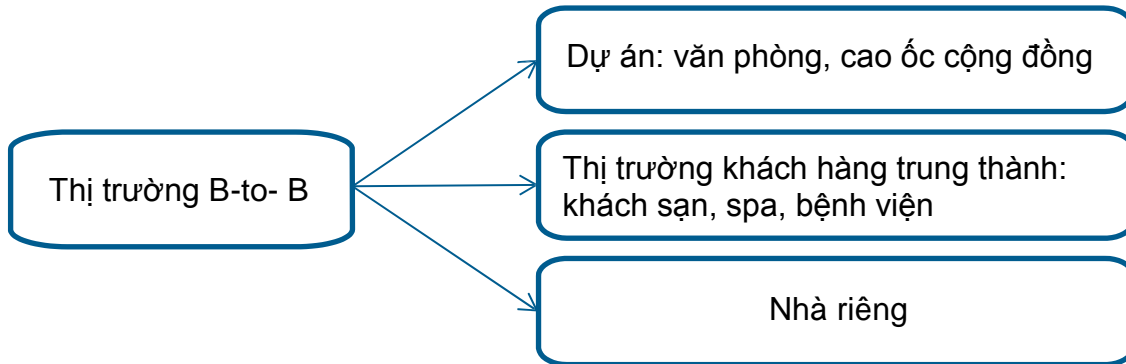 Dự án: văn phòng, cao ốc cộng đồng
Thị trường B-to- B
Thị trường khách hàng trung thành:
khách sạn, spa, bệnh viện
Nhà riêng